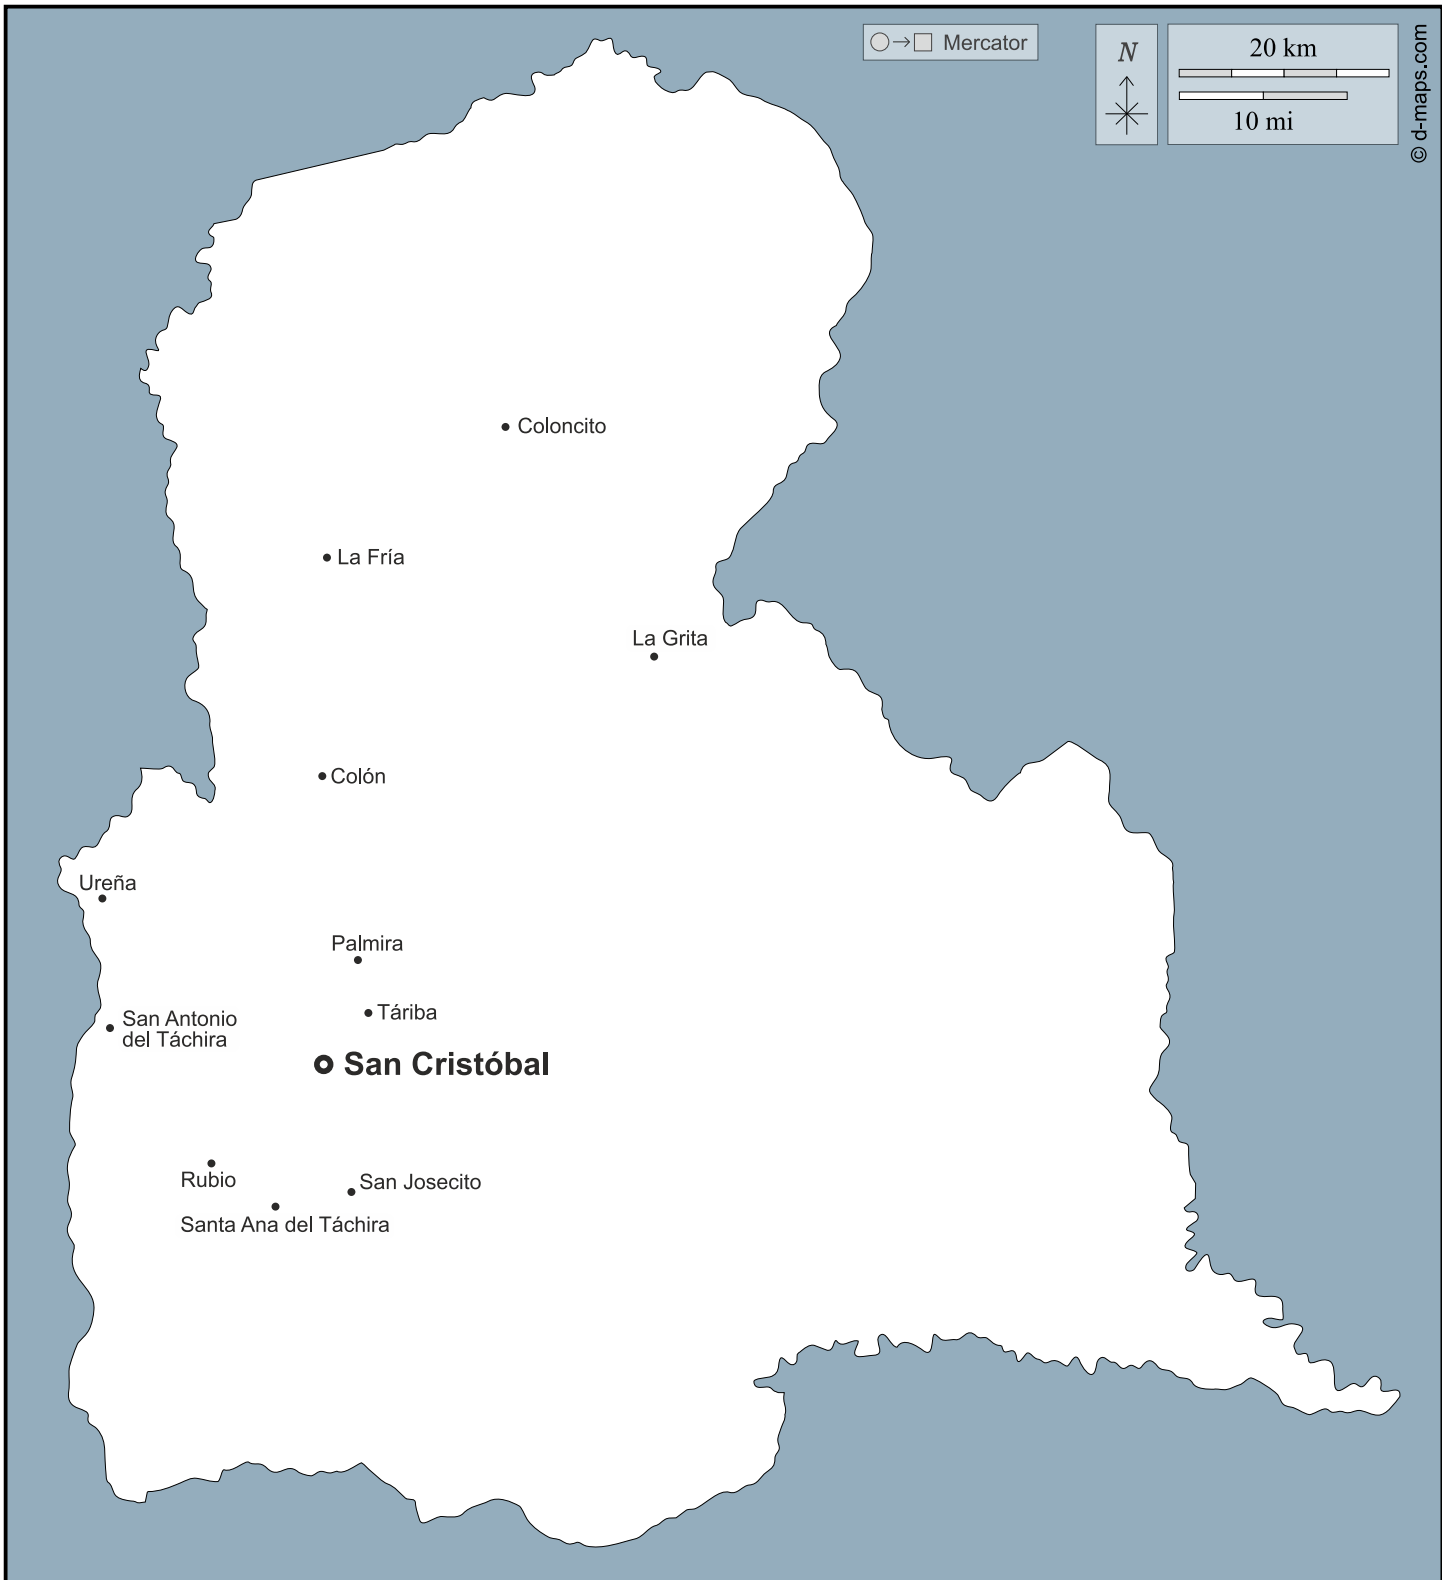 Mercator
N
20 km
10 mi
© d-maps.com
Coloncito
La Fría
La Grita
Colón
Ureña
Palmira
Táriba
San Antonio
del Táchira
San Cristóbal
Rubio
San Josecito
Santa Ana del Táchira